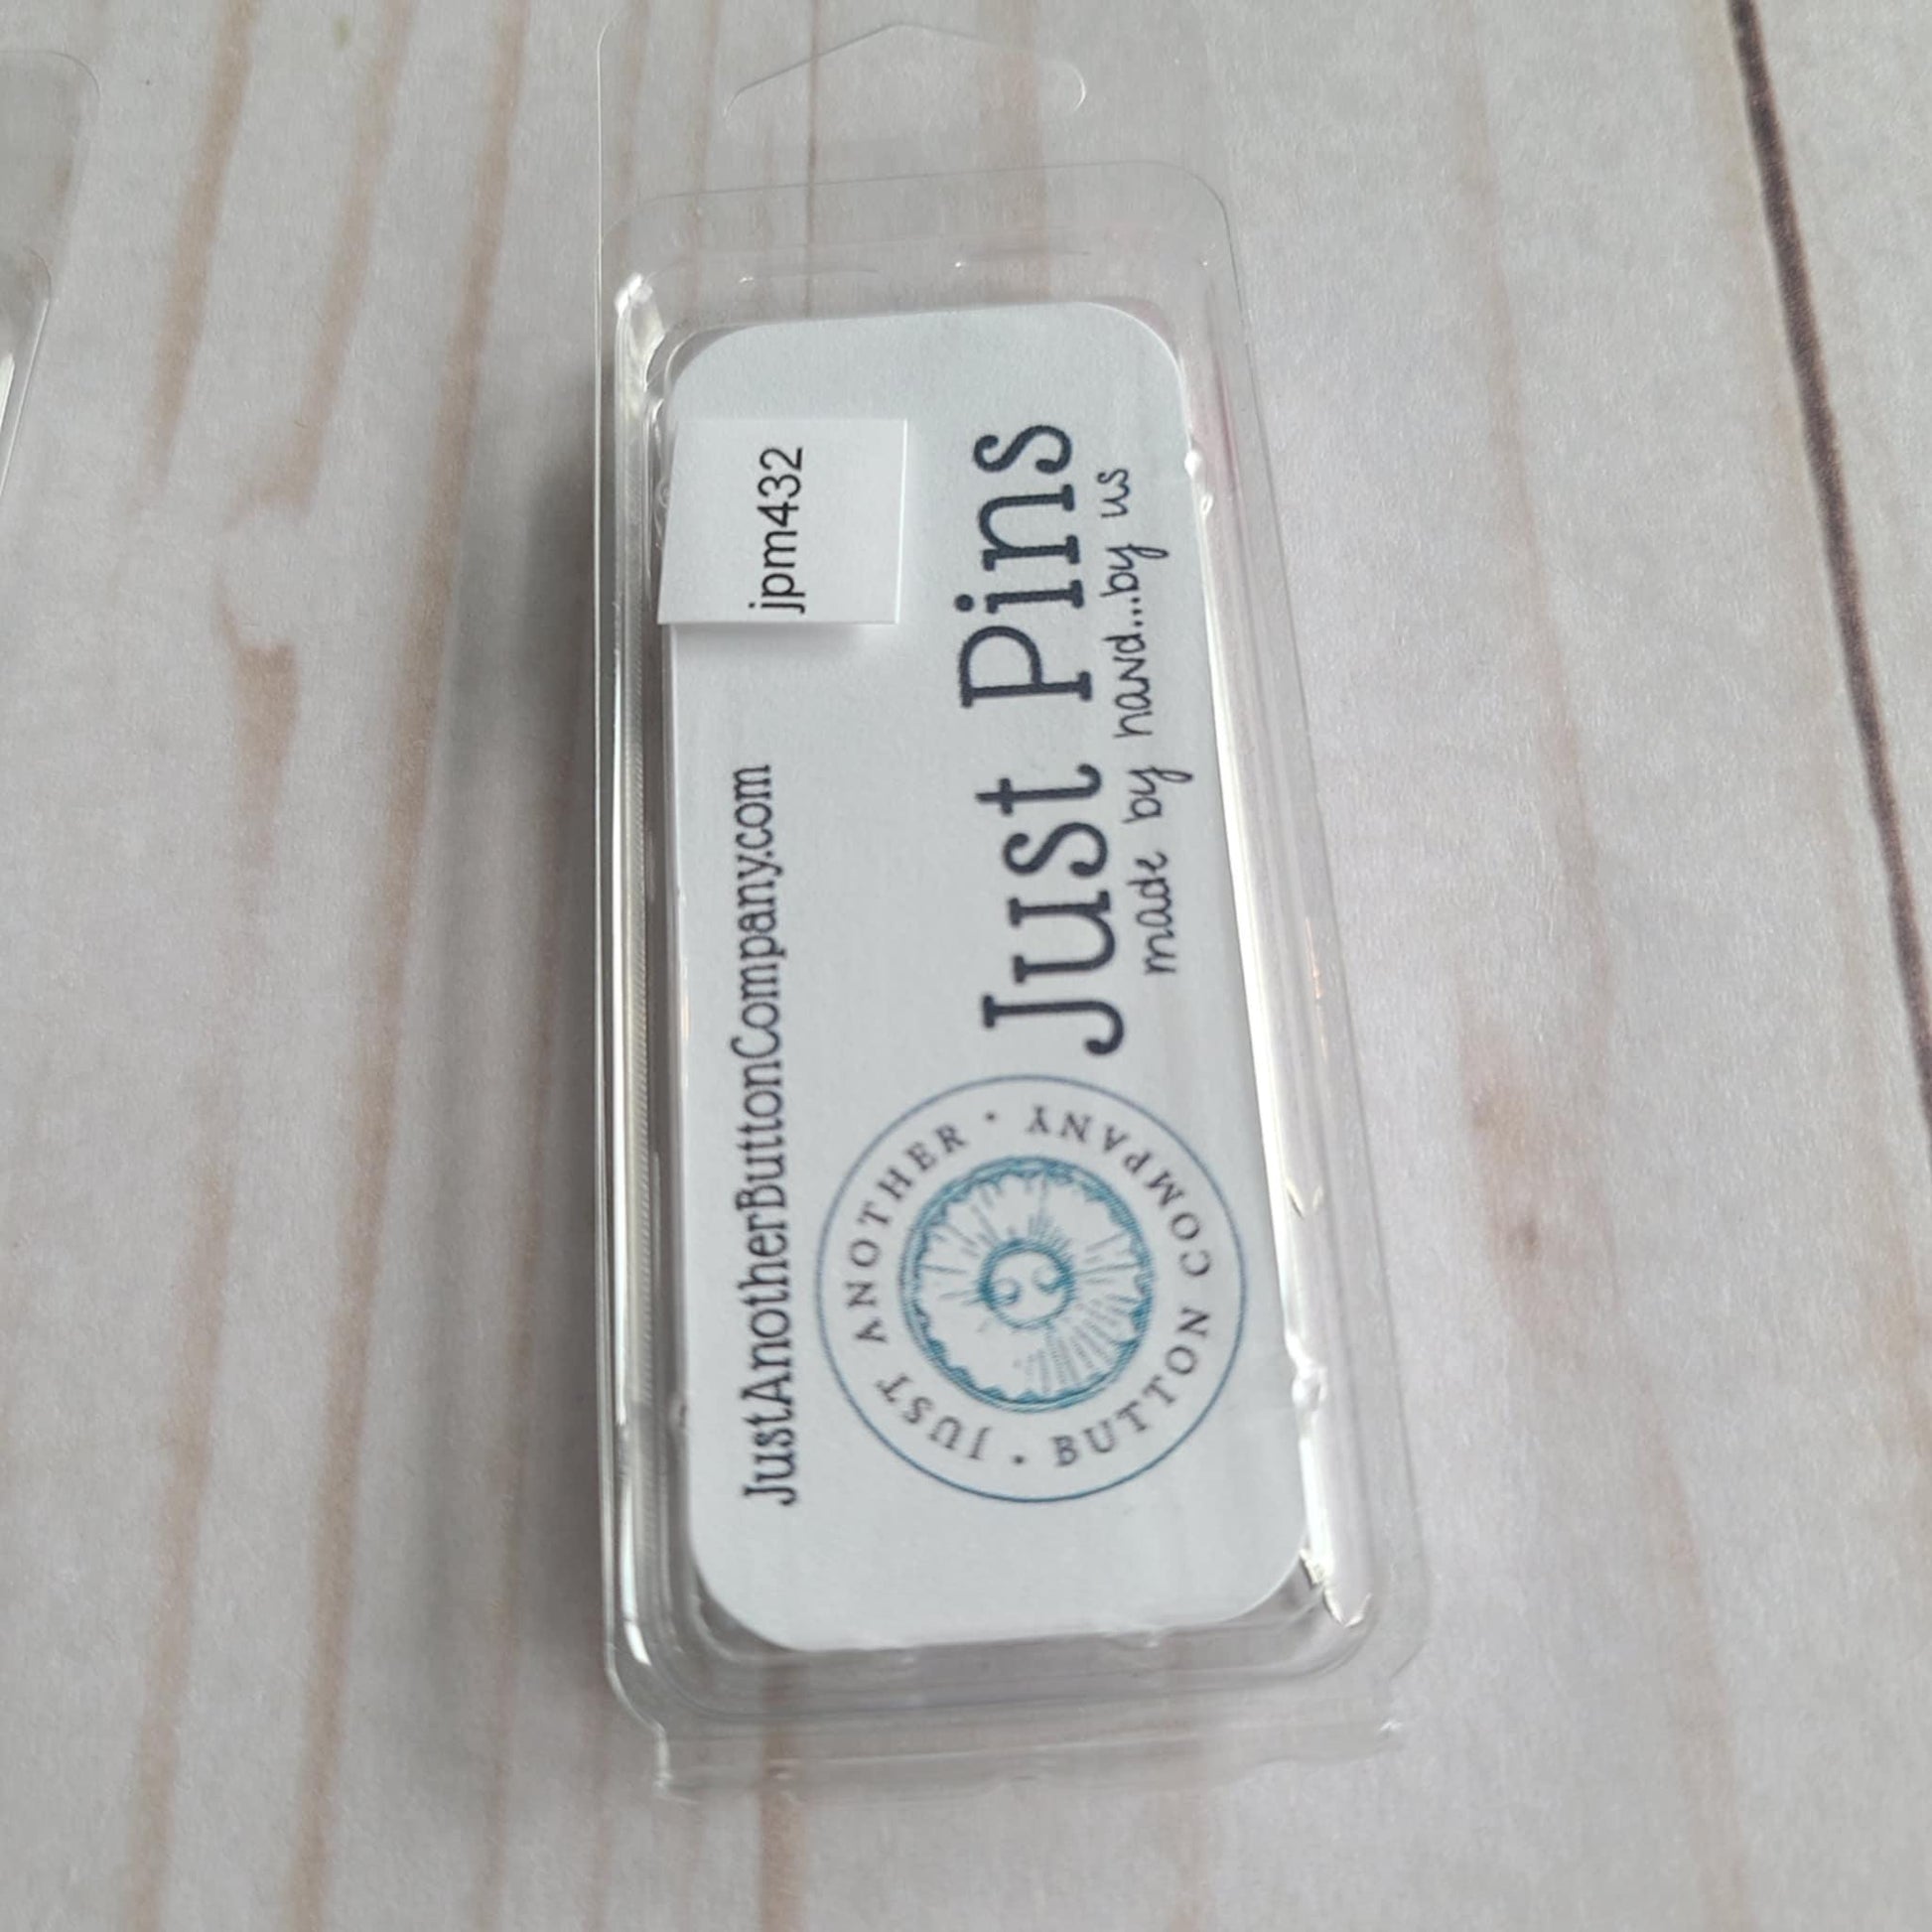 JustAnotherButtonCompany.com
jpm432
JUST ANOTHER • BUTTON COMPANY •
Just Pins
made by hand...by us